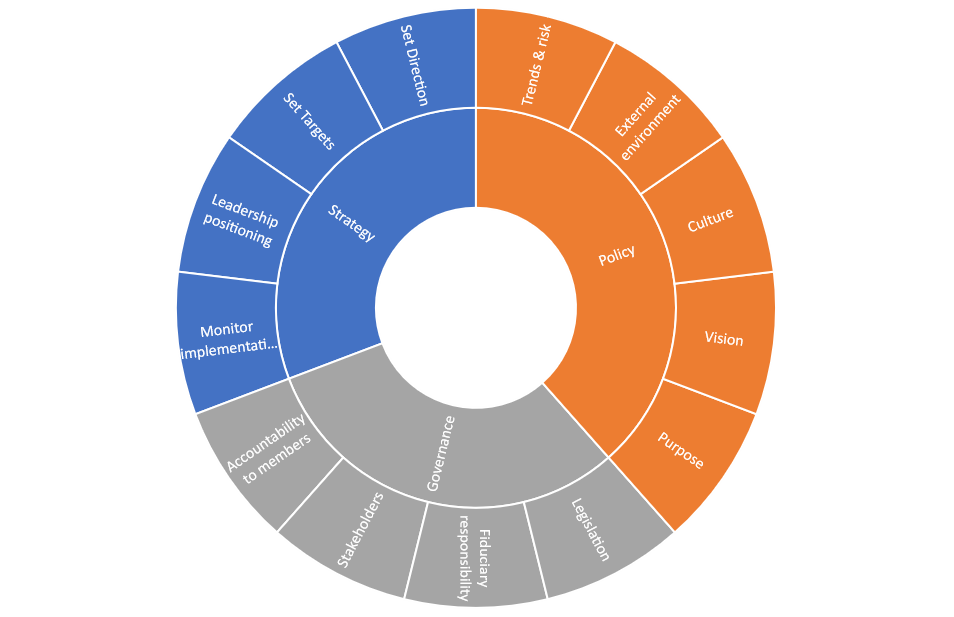 Set Direction
Trends & risk
External
environment
Set Targets
Culture
Leadership
positioning
Strategy
Policy
Vision
Monitor
implementati...
Purpose
Governance
Accountability
to members
Stakeholders
Fiduciary
responsibility
Legislation